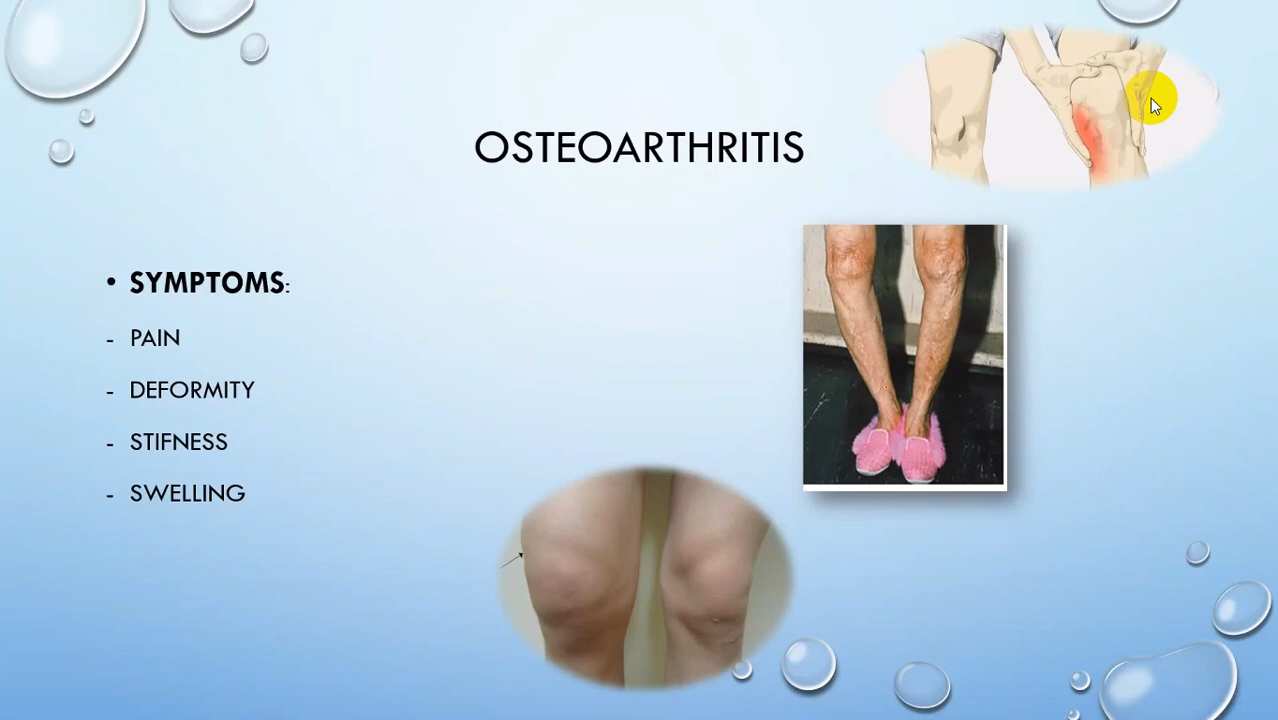 OSTEOARTHRITIS
• SYMPTOMS:
- PAIN
- DEFORMITY
- STIFNESS
- SWELLING